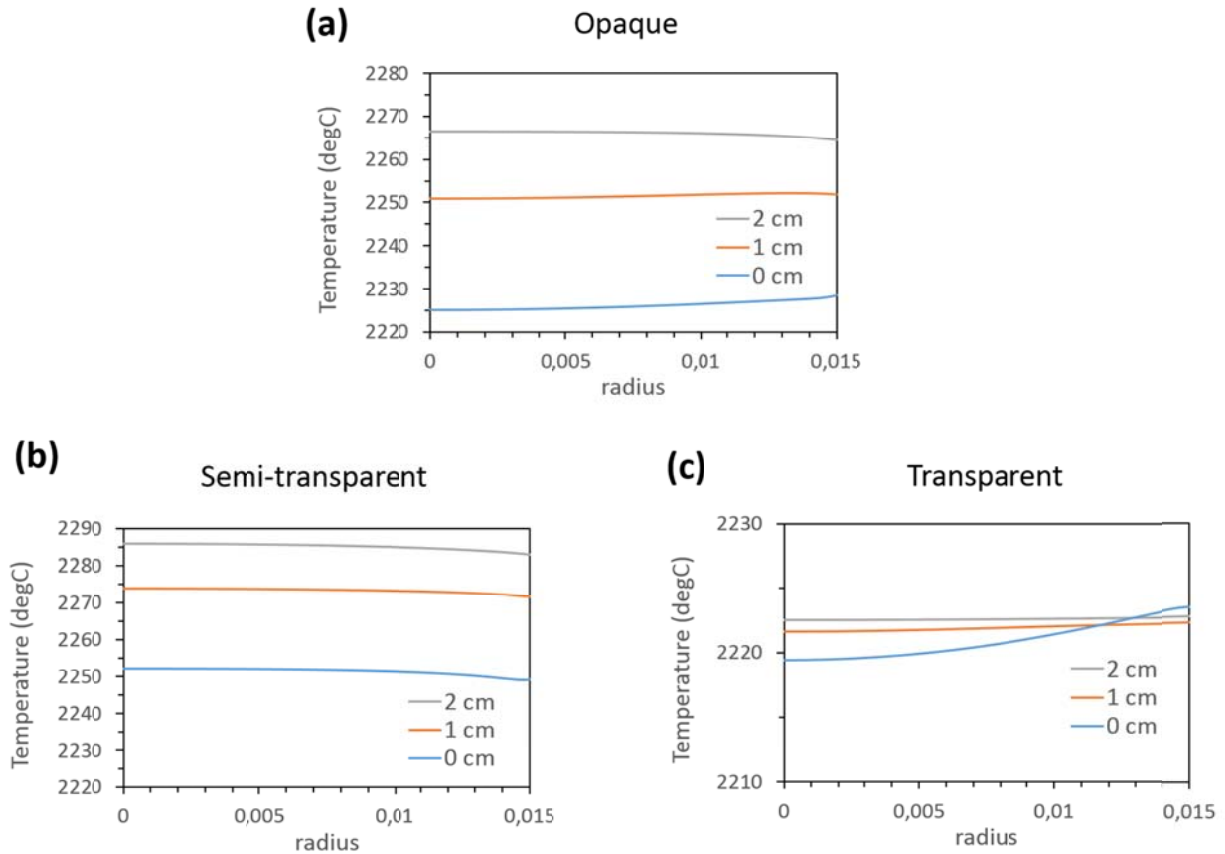 (a)
Opaque
2280
2270
2260
2250
2240
2230
2220
Temperature (degC)
2 cm
1 cm
0 cm
0 0,005 0,01 0,015
radius
(b)
Semi-transparent
2290
2280
2270
2260
2250
2240
2230
2220
Temperature (degC)
2 cm
1 cm
0 cm
0 0,005 0,01 0,015
radius
(c)
Transparent
2230
2220
2210
Temperature (degC)
2 cm
1 cm
0 cm
0 0,005 0,01 0,015
radius